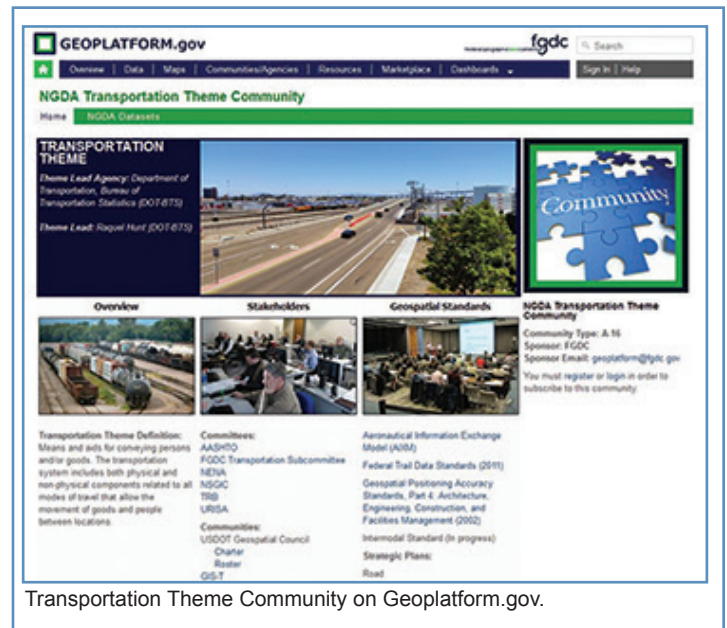 GEOPLATFORM.gov
fgdc
Search
Overview | Data | Maps | Communities/Agencies | Resources | Marketplace | Dashboards
Sign In | Help
NGDA Transportation Theme Community
Home NGDA Datasets
TRANSPORTATION
THEME
Theme Lead Agency: Department of
Transportation, Bureau of
Transportation Statistics (DOT-BTS)
Theme Lead: Raquel Hunt (DOT-BTS)
Community
Overview
Transportation Theme Definition:
Means and aids for conveying persons
and/or goods. The transportation
system includes both physical and
non-physical components related to all
modes of travel that allow the
movement of goods and people
between locations.
Stakeholders
Committees:
AASHTO
FGDC Transportation Subcommittee
NENA
NSGIC
TRB
URISA
Communities:
USDOT Geospatial Council
Charter
Roster
GIS-T
Geospatial Standards
Aeronautical Information Exchange
Model (AIXM)
Federal Trail Data Standards (2011)
Geospatial Positioning Accuracy
Standards, Part 4: Architecture,
Engineering, Construction, and
Facilities Management (2002)
Intermodal Standard (In progress)
Strategic Plans:
Road
NGDA Transportation Theme
Community
Community Type: A-16
Sponsor: FGDC
Sponsor Email: geoplatform@fgdc.gov
You must register or login in order to
subscribe to this community.
Transportation Theme Community on Geoplatform.gov.